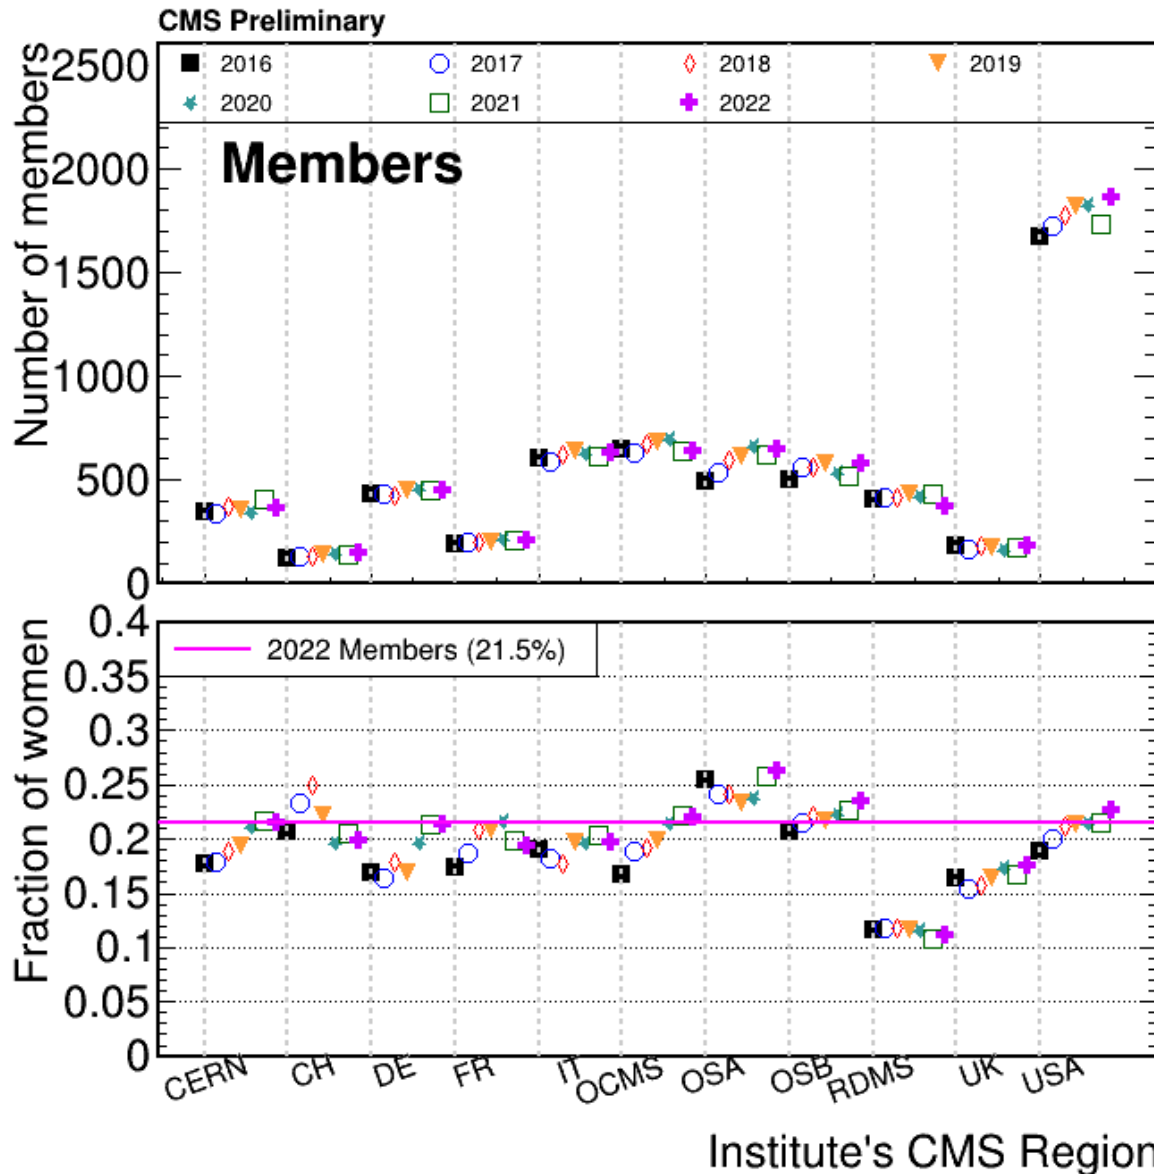 CMS Preliminary
2016 2017 2018 2019
2020 2021 2022
Members
Number of members
2500
2000
1500
1000
500
0
2022 Members (21.5%)
Fraction of women
0.4
0.35
0.3
0.25
0.2
0.15
0.1
0.05
0
CERN CH DE FR IT OCMS OSA OSB RDMS UK USA
Institute's CMS Region